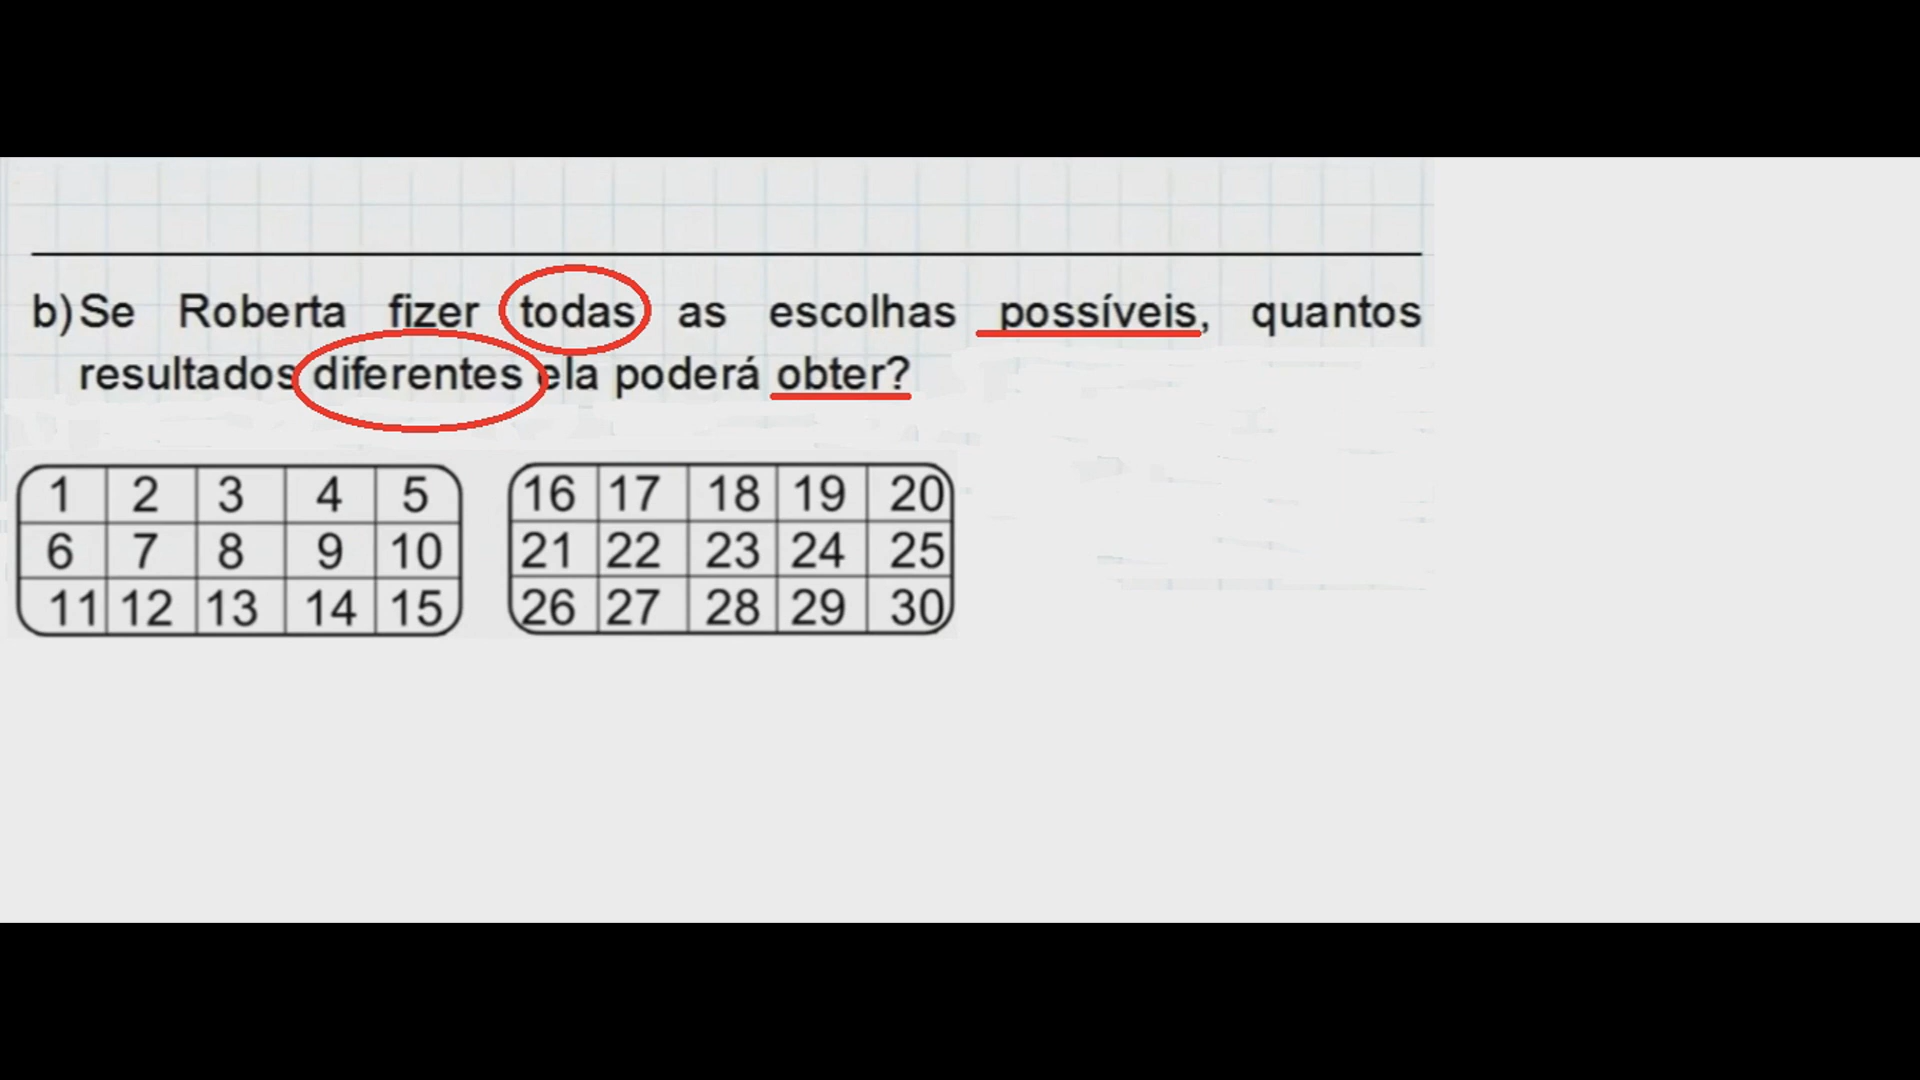 b) Se Roberta fizer todas as escolhas possíveis, quantos
resultados diferentes ela poderá obter?
1 2 3 4 5
6 7 8 9 10
11 12 13 14 15
16 17 18 19 20
21 22 23 24 25
26 27 28 29 30